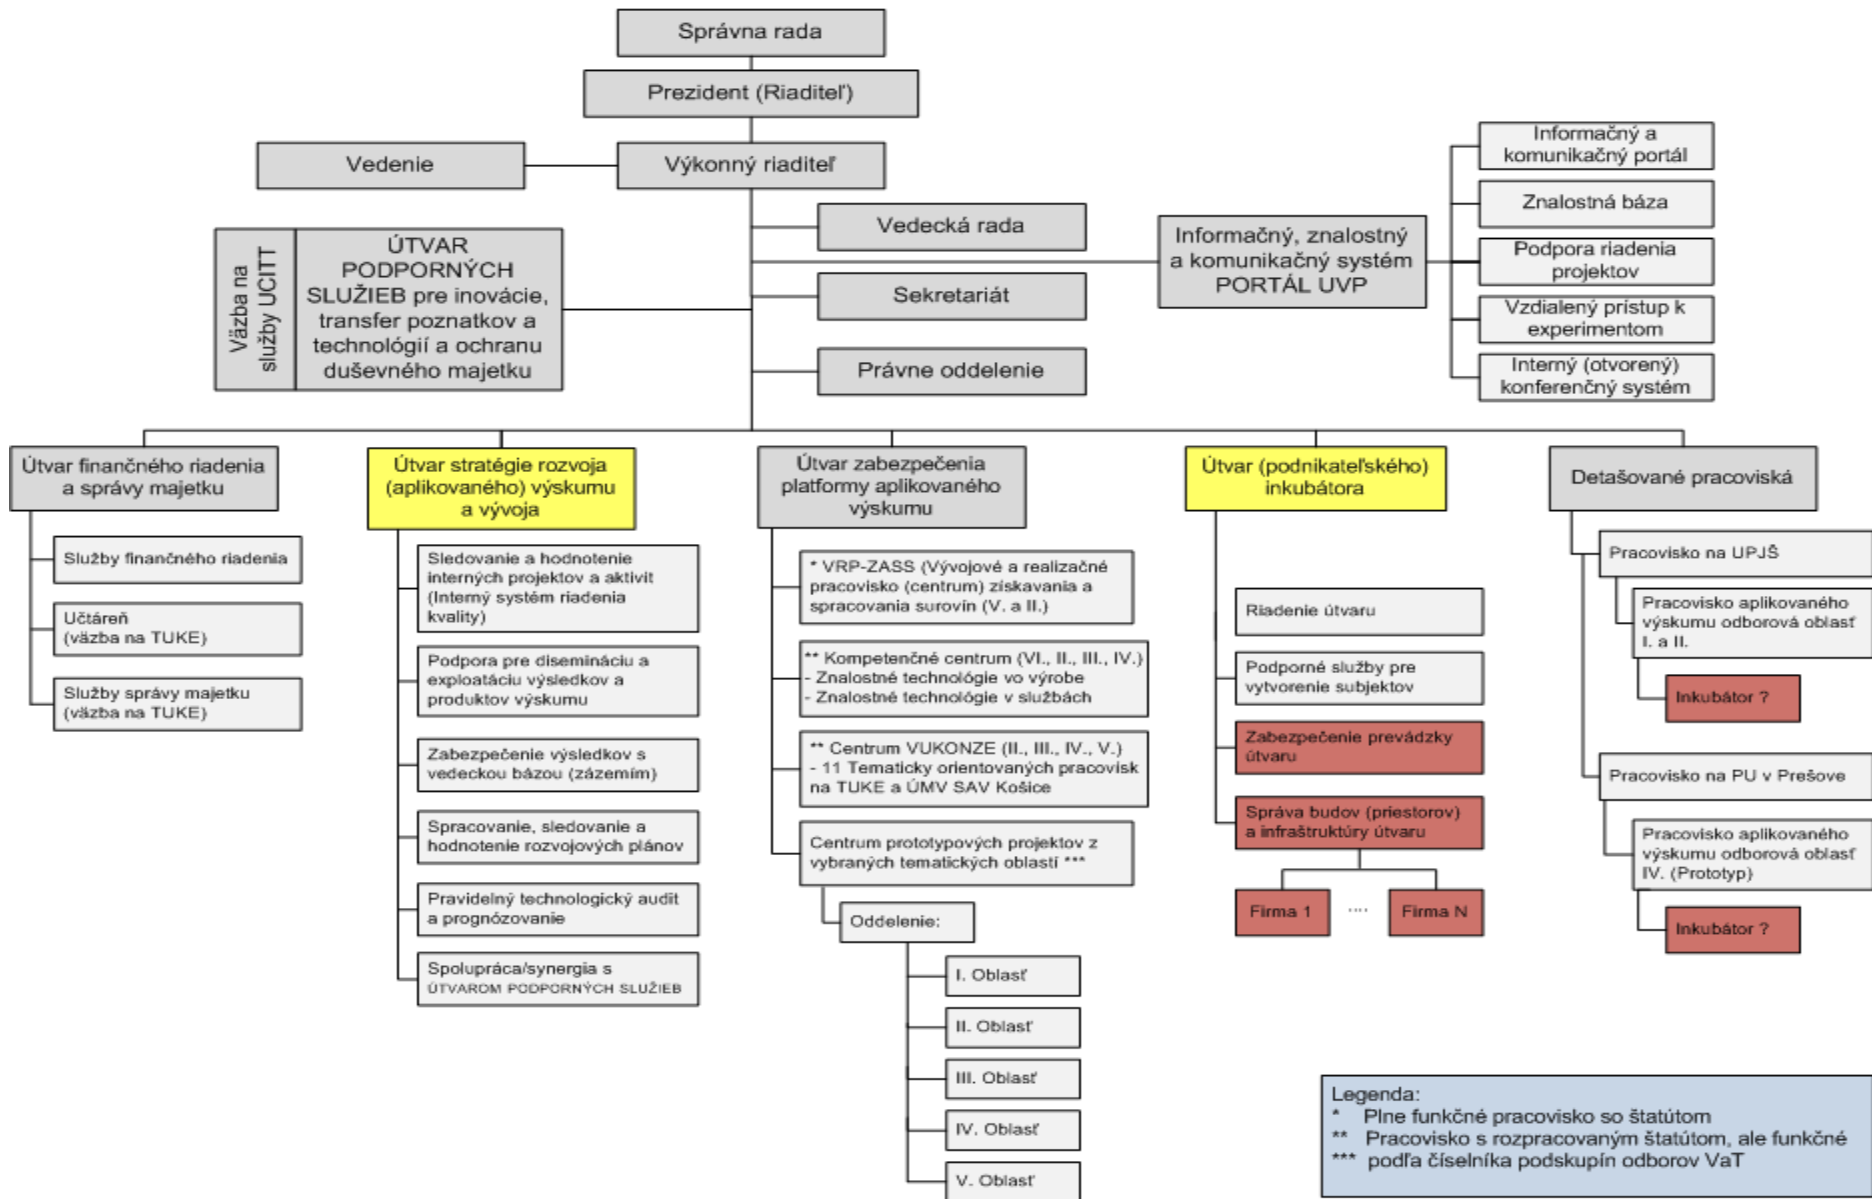 Správna rada
Prezident (Riaditeľ)
Vedenie
Výkonný riaditeľ
Vedecká rada
Sekretariát
Právne oddelenie
Väzba na
služby UCITT
ÚTVAR
PODPORNÝCH
SLUŽIEB pre inovácie,
transfer poznatkov a
technológií a ochranu
duševného majetku
Informačný, znalostný
a komunikačný systém
PORTÁL UVP
Informačný a
komunikačný portál
Znalostná báza
Podpora riadenia
projektov
Vzdialený prístup k
experimentom
Interný (otvorený)
konferenčný systém
Útvar finančného riadenia
a správy majetku
Služby finančného riadenia
Učtáreň
(väzba na TUKE)
Služby správy majetku
(väzba na TUKE)
Útvar stratégie rozvoja
(aplikovaného) výskumu
a vývoja
Sledovanie a hodnotenie
interných projektov a aktivit
(Interný systém riadenia
kvality)
Podpora pre disemináciu a
exploatáciu výsledkov a
produktov výskumu
Zabezpečenie výsledkov s
vedeckou bázou (zázemím)
Spracovanie, sledovanie a
hodnotenie rozvojových plánov
Pravidelný technologický audit
a prognózovanie
Spolupráca/synergia s
ÚTVAROM PODPORNÝCH SLUŽIEB
Útvar zabezpečenia
platformy aplikovaného
výskumu
* VRP-ZASS (Vývojové a realizačné
pracovisko (centrum) získavania a
spracovania surovín (V. a II.)
** Kompetenčné centrum (VI., II., III., IV.)
- Znalostné technológie vo výrobe
- Znalostné technológie v službách
** Centrum VUKONZE (II., III., IV., V.)
- 11 Tematicky orientovaných pracovísk
na TUKE a ÚMV SAV Košice
Centrum prototypových projektov z
vybraných tematických oblastí ***
Oddelenie:
I. Oblasť
II. Oblasť
III. Oblasť
IV. Oblasť
V. Oblasť
Útvar (podnikateľského)
inkubátora
Riadenie útvaru
Podporné služby pre
vytvorenie subjektov
Zabezpečenie prevádzky
útvaru
Správa budov (priestorov)
a infraštruktúry útvaru
Firma 1
....
Firma N
Detašované pracoviská
Pracovisko na UPJŠ
Pracovisko aplikovaného
výskumu odborová oblasť
I. a II.
Inkubátor ?
Pracovisko na PU v Prešove
Pracovisko aplikovaného
výskumu odborová oblasť
IV. (Prototyp)
Inkubátor ?
Legenda:
* Plne funkčné pracovisko so štatútom
** Pracovisko s rozpracovaným štatútom, ale funkčné
*** podľa číselníka podskupín odborov VaT